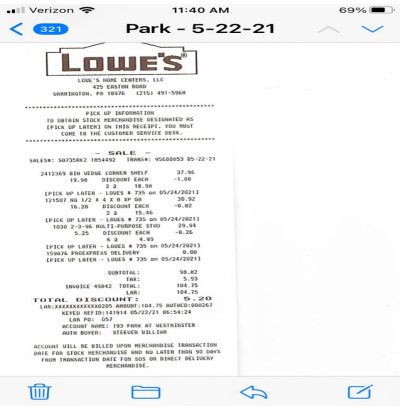 Verizon 11:40 AM 69%
321 Park - 5-22-21
LOWE'S
LOWE'S HOME CENTERS, LLC
425 EASTON ROAD
WARRINGTON, PA 18976 (215) 491-5960
PICK UP INFORMATION
TO OBTAIN STOCK MERCHANDISE DESIGNATED AS
[PICK UP LATER] ON THIS RECEIPT, YOU MUST
COME TO THE CUSTOMER SERVICE DESK.
- SALE -
SALES#: TRANS#: 05-22-21
2412369 8IN WEDGE CORNER SHELF 37.96
19.98 DISCOUNT EACH -1.00
2 @ 18.98
[PICK UP LATER - LOWES # 735 on 05/24/2021]
121507 1/2 4 X 8 30.92
16.28 DISCOUNT EACH -0.82
2 @ 15.46
[PICK UP LATER - LOWES # 735 on 05/24/2021]
1030 2-3-96 MULTI-PURPOSE STUD 29.94
5.25 DISCOUNT EACH -0.26
6 @ 4.99
[PICK UP LATER - LOWES # 735 on 05/24/2021]
PROEXPRESS DELIVERY 0.00
[PICK UP LATER - LOWES # 735 on 05/24/2021]
SUBTOTAL: 98.82
TAX: 5.93
INVOICE 45042 TOTAL: 104.75
LAR: 104.75
TOTAL DISCOUNT: 5.20
LAR:XXXXXXXXXXXX0205 AMOUNT:104.75 AUTHCD:000267
KEYED REFID:141914 05/22/21 06:54:24
LAR PO: 057
ACCOUNT NAME: 193 PARK AT WESTMINSTER
AUTH BUYER: STEEVER WILLIAM
ACCOUNT WILL BE BILLED UPON MERCHANDISE TRANSACTION
DATE FOR STOCK MERCHANDISE AND NO LATER THAN 90 DAYS
FROM TRANSACTION DATE FOR SOS OR DIRECT DELIVERY
MERCHANDISE.